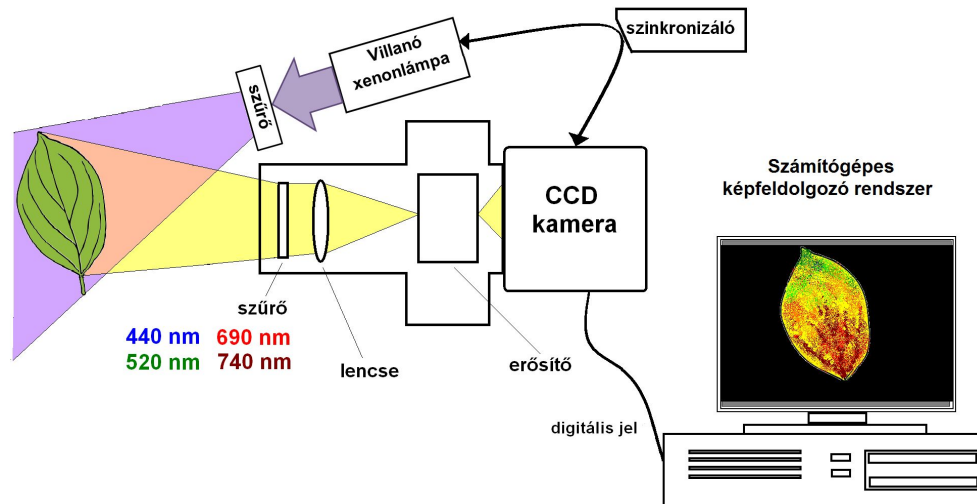 szinkronizáló
Villanó
xenonlámpa
szűrő
CCD
kamera
Számítógépes
képfeldolgozó rendszer
szűrő
440 nm 690 nm
520 nm 740 nm
lencse
erősítő
digitális jel